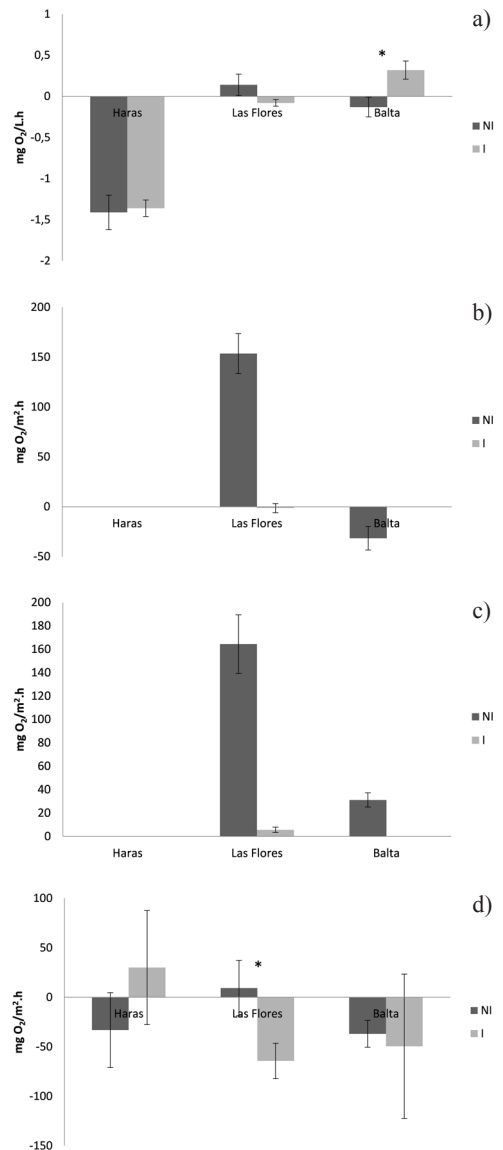 a)
1
0,5
0
-0,5
-1
-1,5
-2
mg O₂/L.h
Haras Las Flores Balta
*
NI
I
b)
200
150
100
50
0
-50
mg O₂/m².h
Haras Las Flores Balta
NI
I
c)
200
180
160
140
120
100
80
60
40
20
0
mg O₂/m².h
Haras Las Flores Balta
NI
I
d)
100
50
0
-50
-100
-150
mg O₂/m².h
Haras Las Flores Balta
*
NI
I